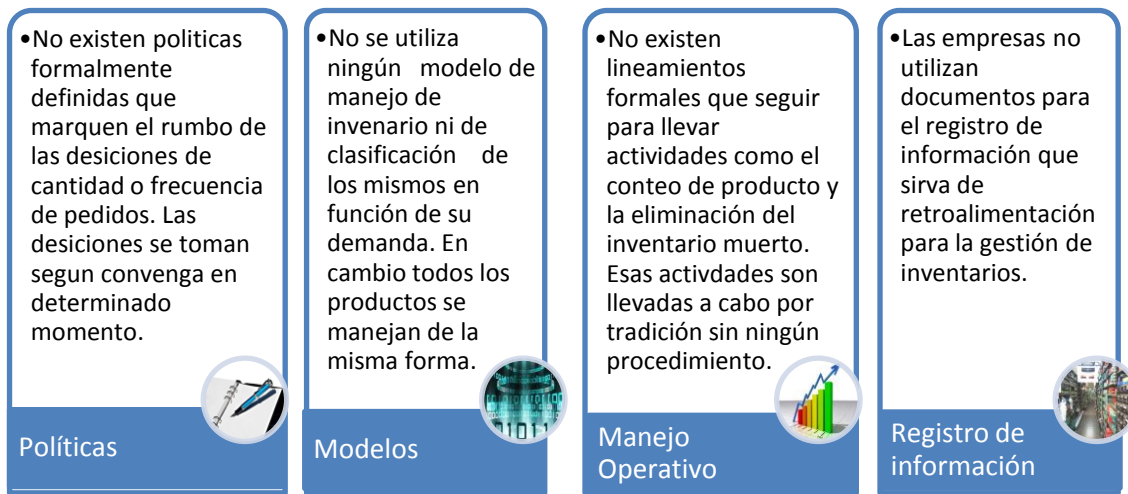 •No existen politicas
formalmente
definidas que
marquen el rumbo de
las desiciones de
cantidad o frecuencia
de pedidos. Las
desiciones se toman
segun convenga en
determinado
momento.
Políticas
•No se utiliza
ningún modelo de
manejo de
invenario ni de
clasificación de
los mismos en
función de su
demanda. En
cambio todos los
productos se
manejan de la
misma forma.
Modelos
•No existen
lineamientos
formales que seguir
para llevar
actividades como el
conteo de producto y
la eliminación del
inventario muerto.
Esas activdades son
llevadas a cabo por
tradición sin ningún
procedimiento.
Manejo
Operativo
•Las empresas no
utilizan
documentos para
el registro de
información que
sirva de
retroalimentación
para la gestión de
inventarios.
Registro de
información